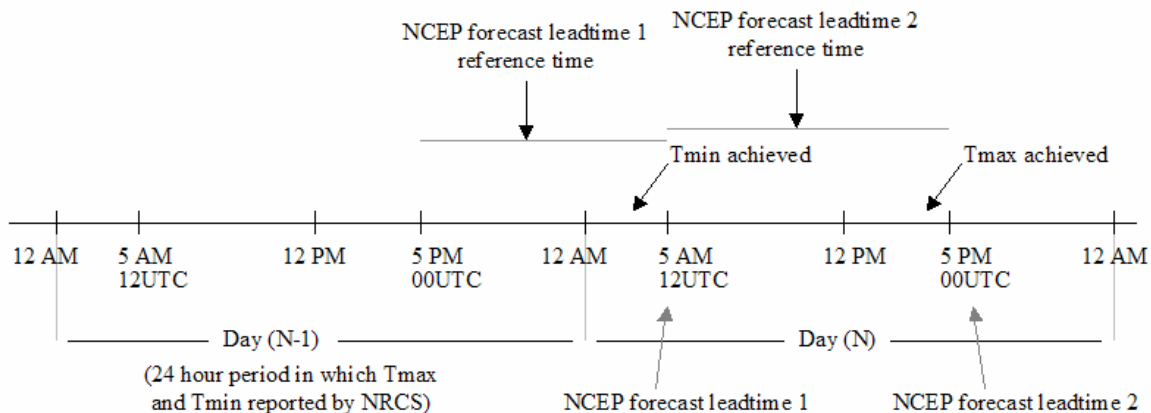 NCEP forecast leadtime 1
reference time
NCEP forecast leadtime 2
reference time
Tmin achieved
Tmax achieved
12 AM
5 AM
12UTC
12 PM
5 PM
00UTC
12 AM
5 AM
12UTC
12 PM
5 PM
00UTC
12 AM
Day (N-1)
(24 hour period in which Tmax
and Tmin reported by NRCS)
Day (N)
NCEP forecast leadtime 1
NCEP forecast leadtime 2